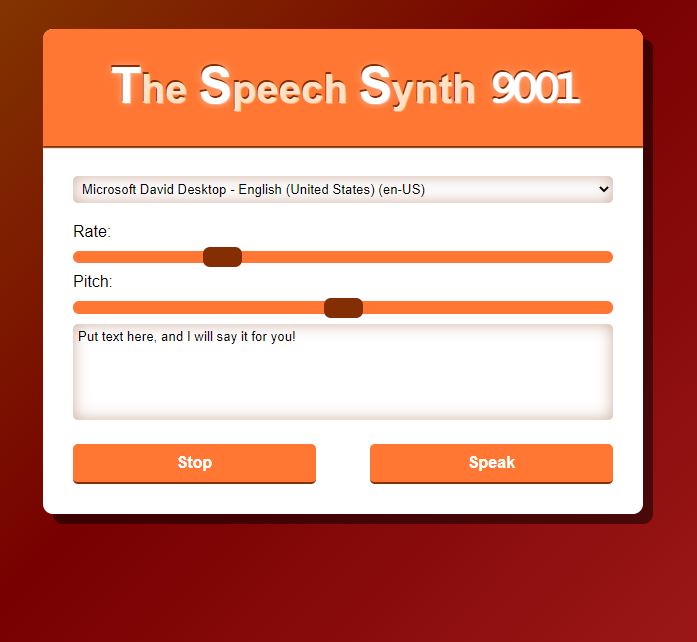 The Speech Synth 9001
Microsoft David Desktop - English (United States) (en-US)
Rate:
Pitch:
Put text here, and I will say it for you!
Stop Speak